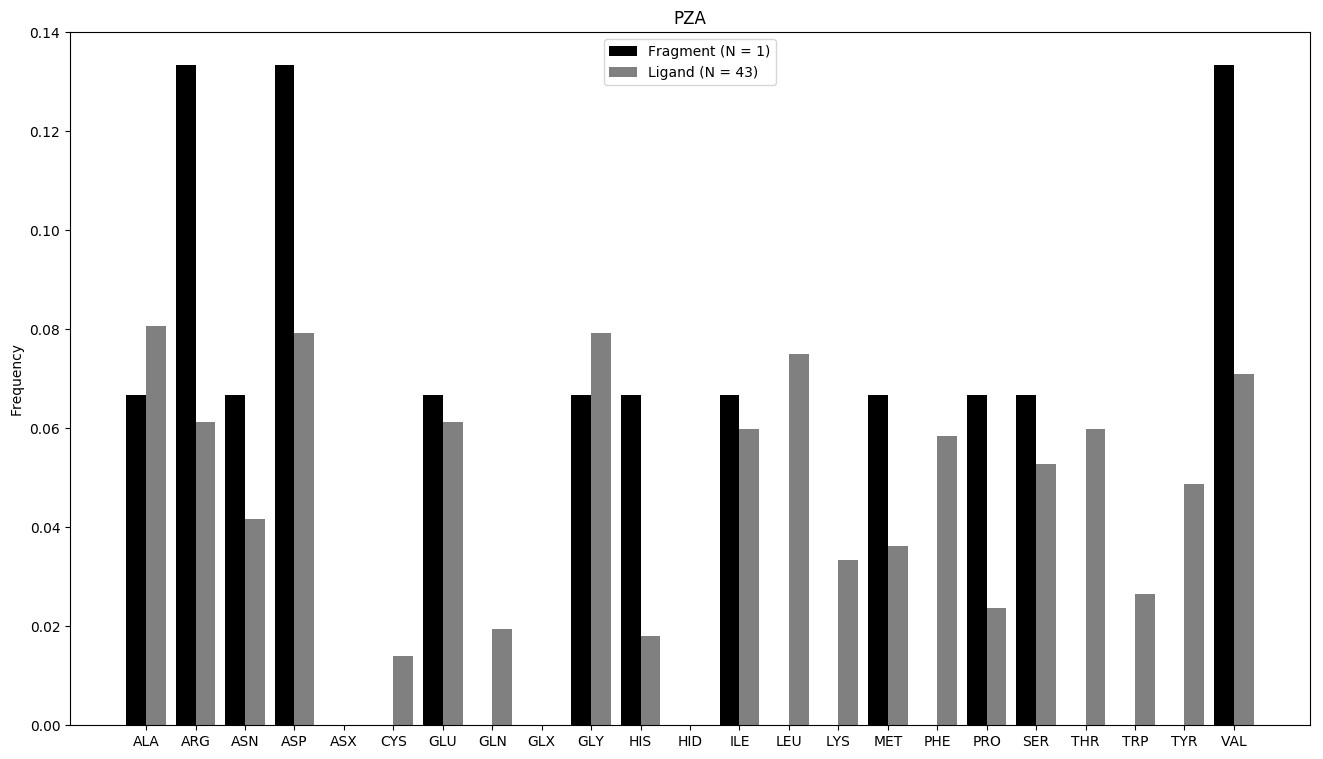 PZA
Fragment (N = 1)
Ligand (N = 43)
Frequency
0.14
0.12
0.10
0.08
0.06
0.04
0.02
0.00
ALA ARG ASN ASP ASX CYS GLU GLN GLX GLY HIS HID ILE LEU LYS MET PHE PRO SER THR TRP TYR VAL